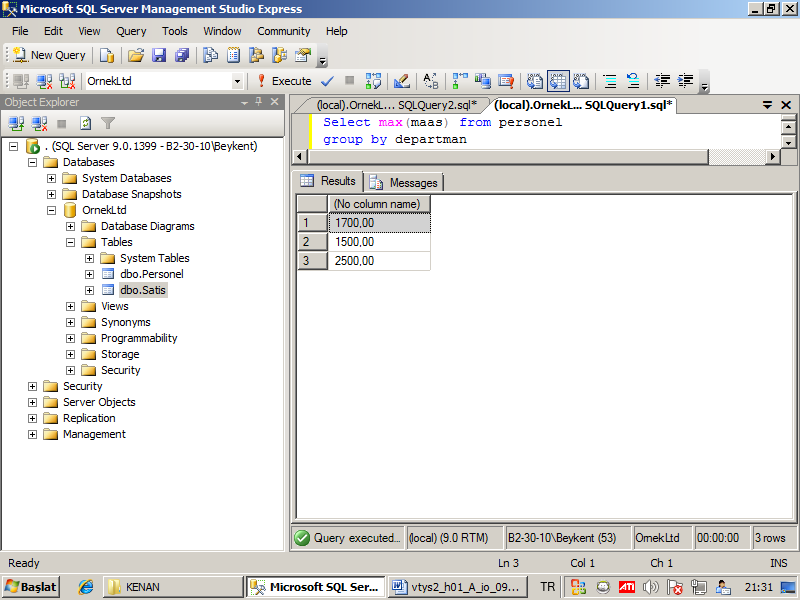 Microsoft SQL Server Management Studio Express
File Edit View Query Tools Window Community Help
New Query
OrnekLtd Execute
Object Explorer
. (SQL Server 9.0.1399 - B2-30-10\Beykent)
Databases
System Databases
Database Snapshots
OrnekLtd
Database Diagrams
Tables
System Tables
dbo.Personel
dbo.Satis
Views
Synonyms
Programmability
Storage
Security
Security
Server Objects
Replication
Management
(local).OrnekL... SQLQuery2.sql* (local).OrnekL... SQLQuery1.sql*
Select max(maas) from personel
group by departman
Results Messages
(No column name)
1 1700,00
2 1500,00
3 2500,00
Query executed... (local) (9.0 RTM) B2-30-10\Beykent (53) OrnekLtd 00:00:00 3 rows
Ready Ln 3 Col 1 Ch 1 INS
Başlat KENAN Microsoft SQL Ser... vtys2_h01_A_io_09... TR ATI 21:31